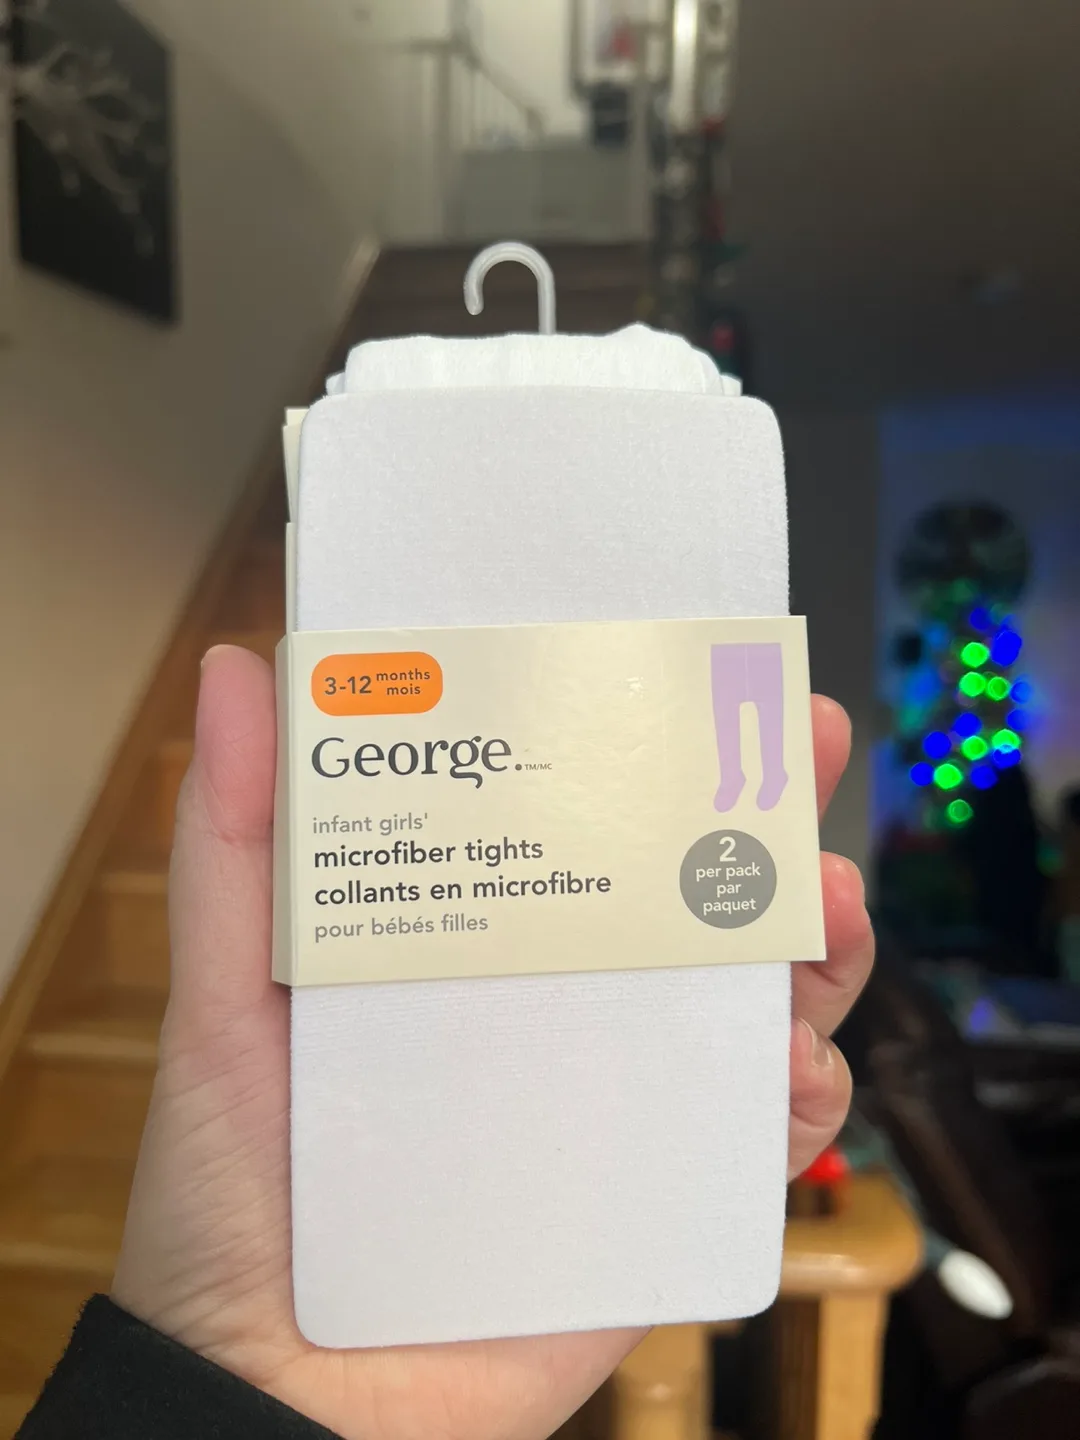 3-12 months
mois
George.™/MC
infant girls'
microfiber tights
collants en microfibre
pour bébés filles
2
per pack
par
paquet